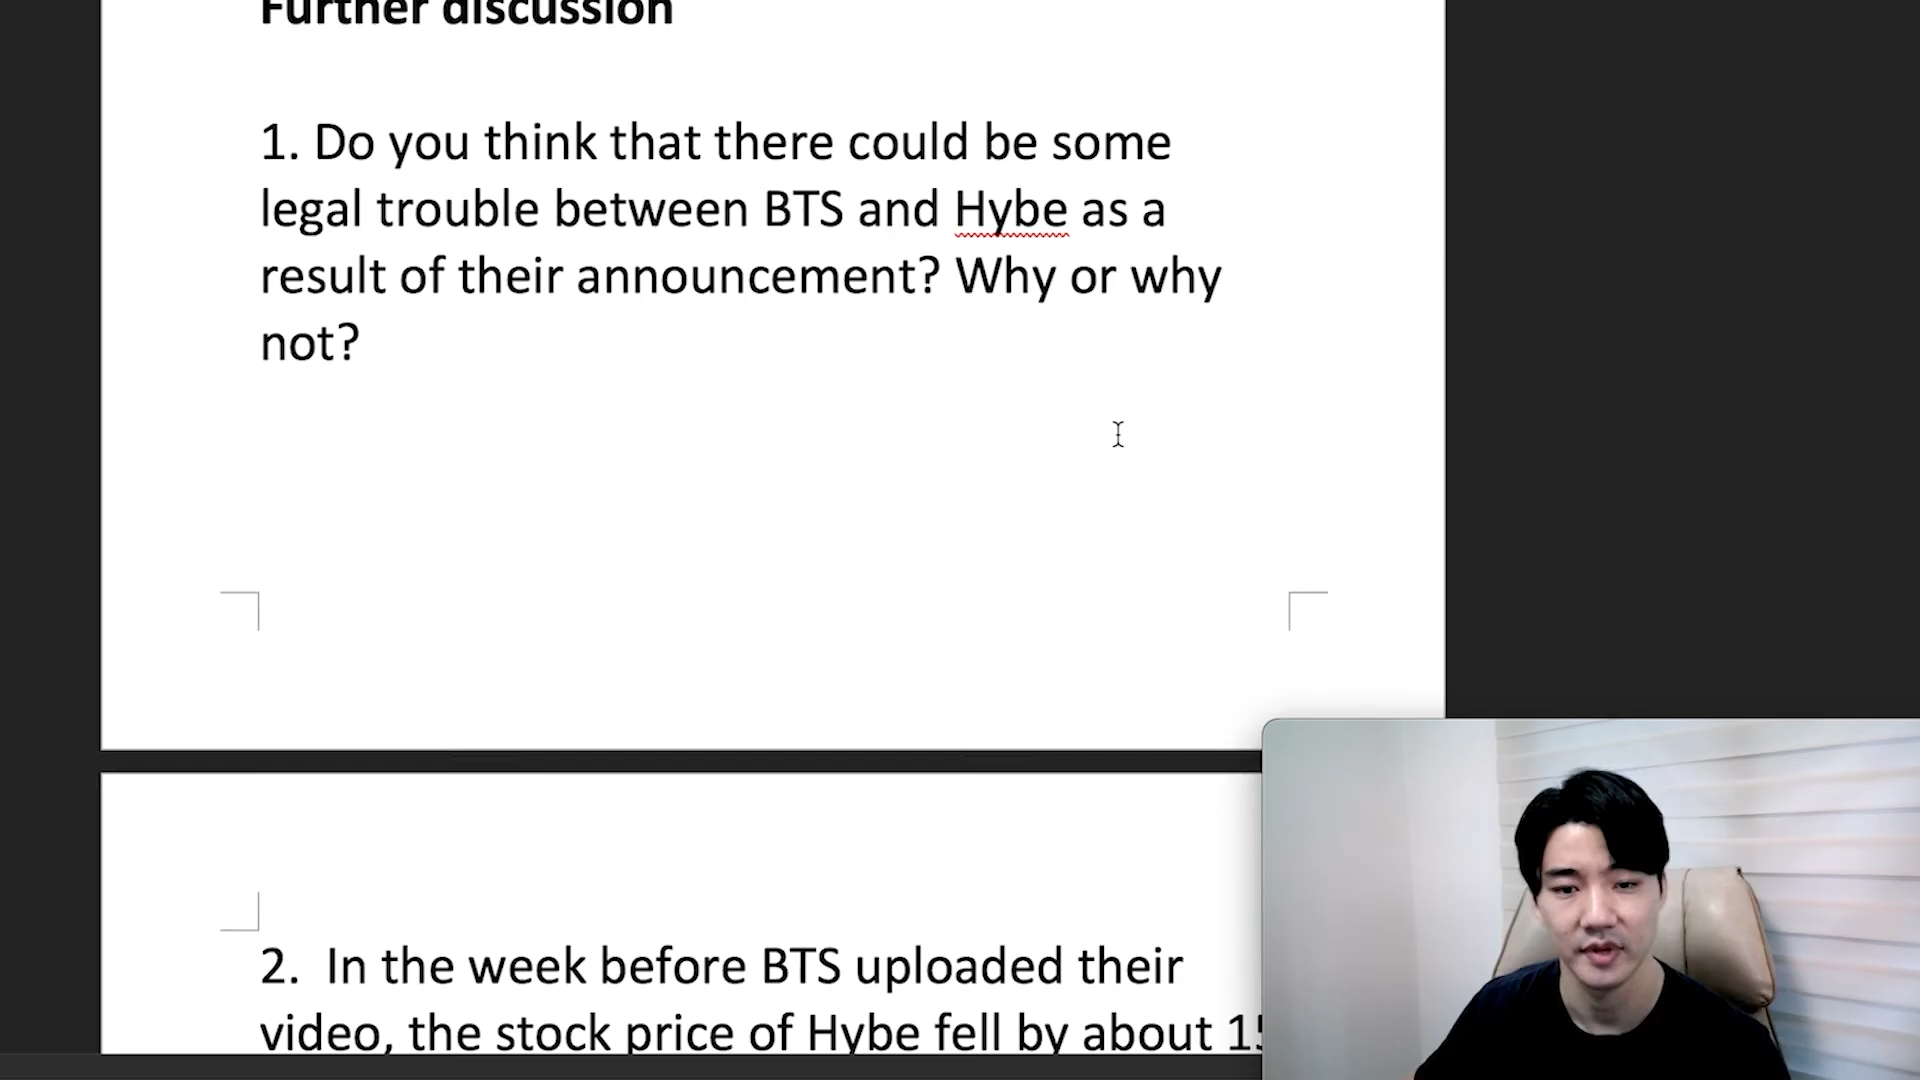 Further discussion
1. Do you think that there could be some
legal trouble between BTS and Hybe as a
result of their announcement? Why or why
not?
2. In the week before BTS uploaded their
video, the stock price of Hybe fell by about